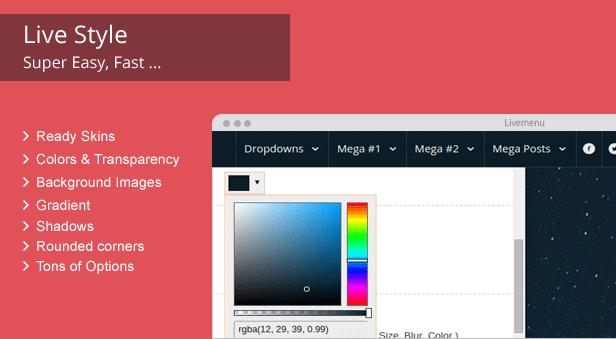 Live Style
Super Easy, Fast ...
Ready Skins
Colors & Transparency
Background Images
Gradient
Shadows
Rounded corners
Tons of Options
Livemenu
Dropdowns
Mega #1
Mega #2
Mega Posts
rgba(12, 29, 39, 0.99)
Size, Blur, Color )